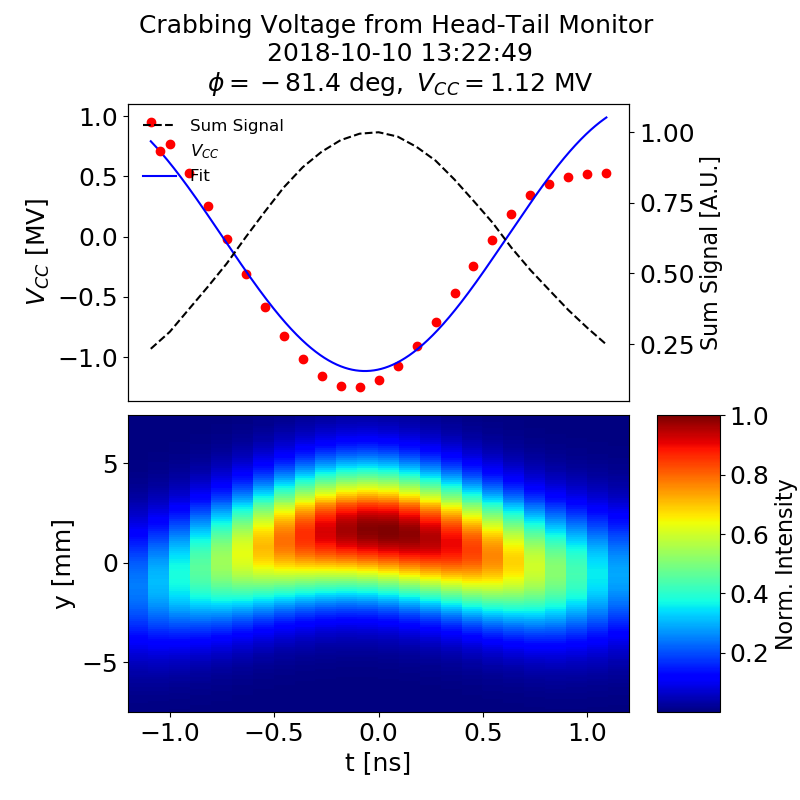 Crabbing Voltage from Head-Tail Monitor
2018-10-10 13:22:49
ϕ = −81.4 deg, V_CC = 1.12 MV
1.0
0.5
0.0
−0.5
−1.0
V_CC [MV]
Sum Signal
V_CC
Fit
1.00
0.75
0.50
0.25
Sum Signal [A.U.]
5
0
−5
y [mm]
−1.0 −0.5 0.0 0.5 1.0
t [ns]
1.0
0.8
0.6
0.4
0.2
Norm. Intensity